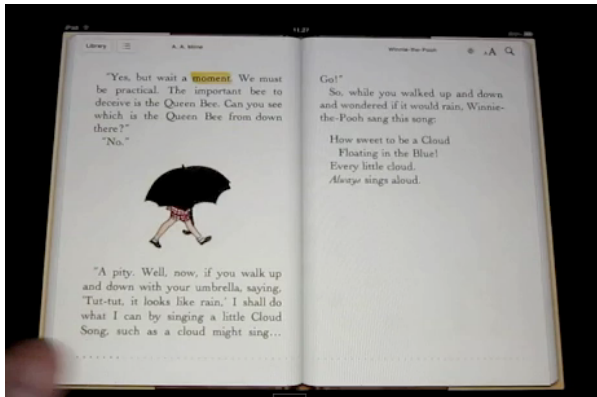 iPad
11.27
Library
A. A. Milne
Winnie-the-Pooh
AA
"Yes, but wait a moment. We must
be practical. The important bee to
deceive is the Queen Bee. Can you see
which is the Queen Bee from down
there?"
"No."
"A pity. Well, now, if you walk up
and down with your umbrella, saying,
'Tut-tut, it looks like rain,' I shall do
what I can by singing a little Cloud
Song, such as a cloud might sing...
Go!"
So, while you walked up and down
and wondered if it would rain, Winnie-
the-Pooh sang this song:
How sweet to be a Cloud
Floating in the Blue!
Every little cloud
Always sings aloud.